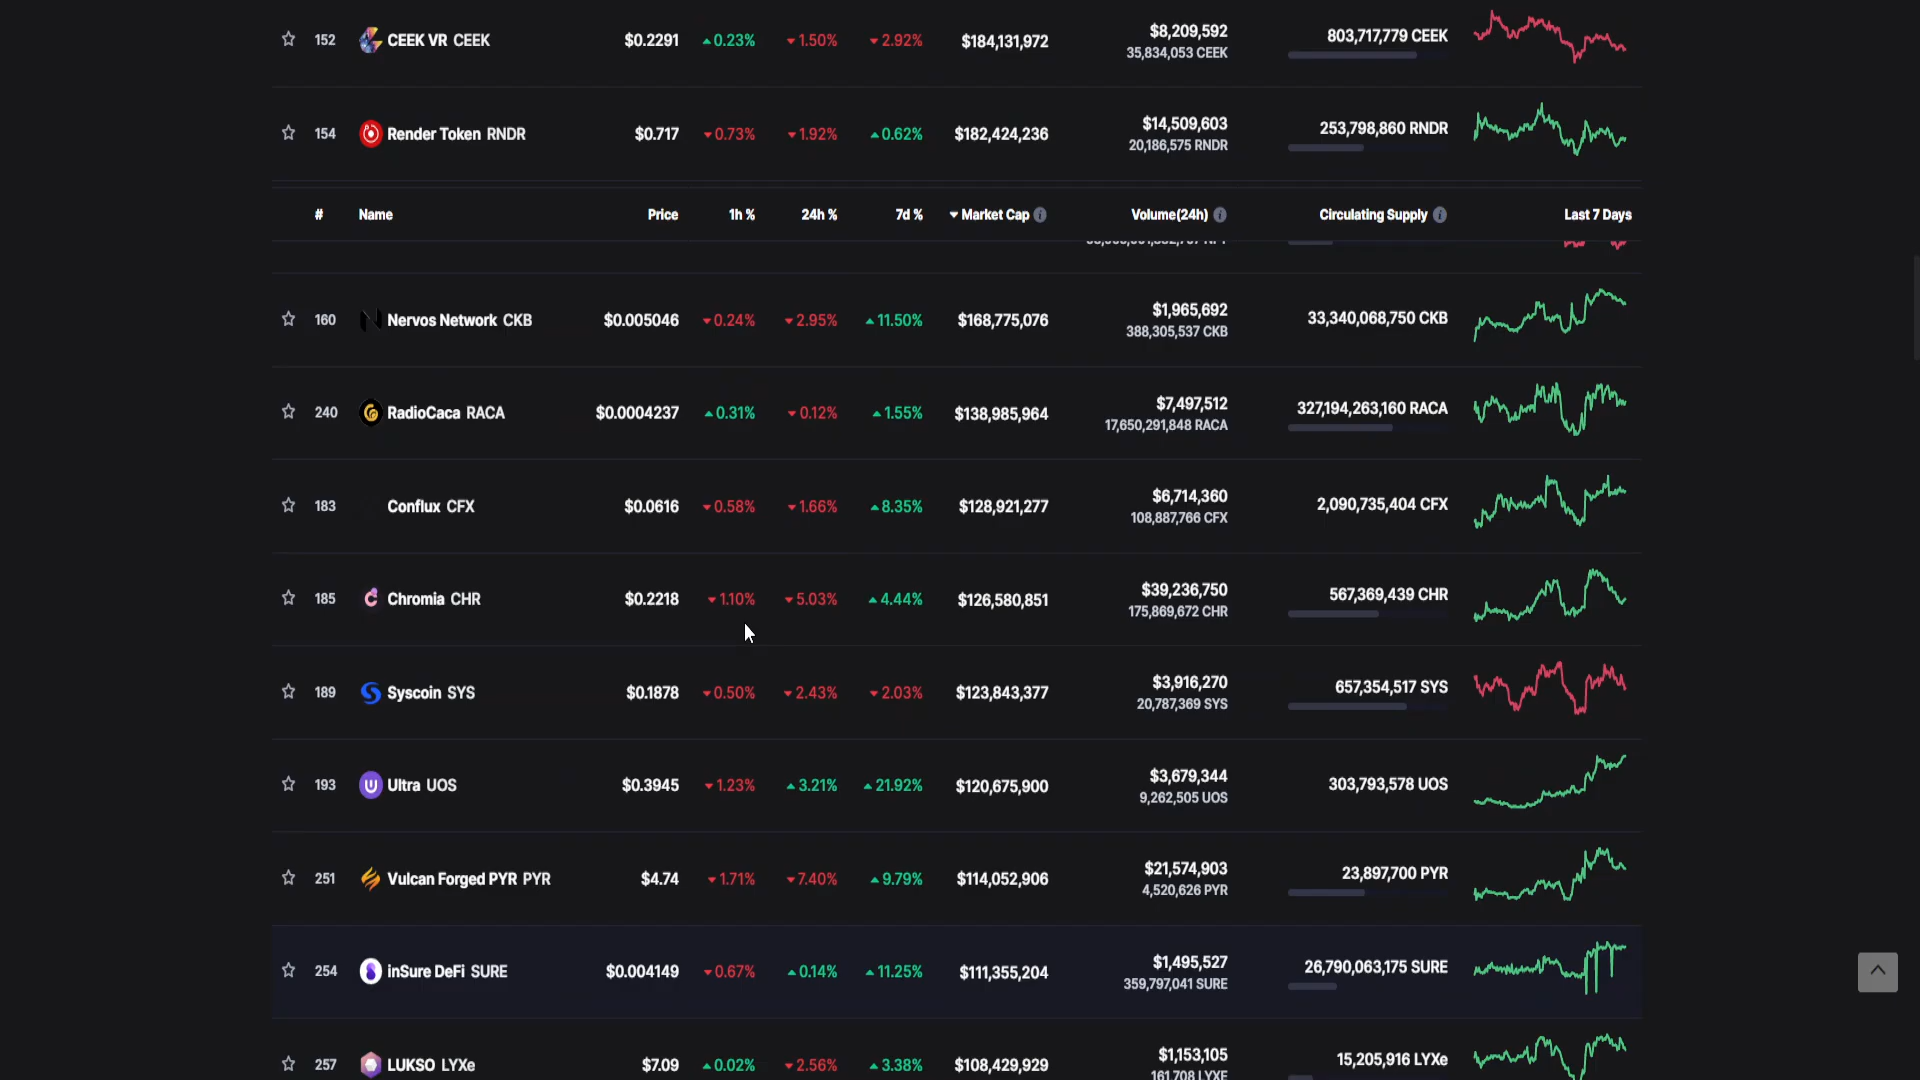 152 CEEK VR CEEK $0.2291 0.23% 1.50% 2.92% $184,131,972 $8,209,592 803,717,779 CEEK
35,834,053 CEEK
154 Render Token RNDR $0.717 0.73% 1.92% 0.62% $182,424,236 $14,509,603 253,798,860 RNDR
20,186,575 RNDR
# Name Price 1h % 24h % 7d % Market Cap Volume(24h) Circulating Supply Last 7 Days
160 Nervos Network CKB $0.005046 0.24% 2.95% 11.50% $168,775,076 $1,965,692 33,340,068,750 CKB
388,305,537 CKB
240 RadioCaca RACA $0.0004237 0.31% 0.12% 1.55% $138,985,964 $7,497,512 327,194,263,160 RACA
17,650,291,848 RACA
183 Conflux CFX $0.0616 0.58% 1.66% 8.35% $128,921,277 $6,714,360 2,090,735,404 CFX
108,887,766 CFX
185 Chromia CHR $0.2218 1.10% 5.03% 4.44% $126,580,851 $39,236,750 567,369,439 CHR
175,869,672 CHR
189 Syscoin SYS $0.1878 0.50% 2.43% 2.03% $123,843,377 $3,916,270 657,354,517 SYS
20,787,369 SYS
193 Ultra UOS $0.3945 1.23% 3.21% 21.92% $120,675,900 $3,679,344 303,793,578 UOS
9,262,505 UOS
251 Vulcan Forged PYR PYR $4.74 1.71% 7.40% 9.79% $114,052,906 $21,574,903 23,897,700 PYR
4,520,626 PYR
254 inSure DeFi SURE $0.004149 0.67% 0.14% 11.25% $111,355,204 $1,495,527 26,790,063,175 SURE
359,797,041 SURE
257 LUKSO LYXe $7.09 0.02% 2.56% 3.38% $108,429,929 $1,153,105 15,205,916 LYXe
161,708 LYXE